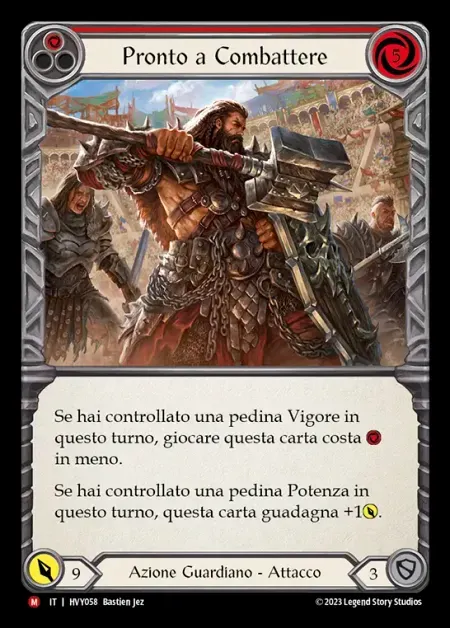 Pronto a Combattere
5
Se hai controllato una pedina Vigore in
questo turno, giocare questa carta costa
in meno.
Se hai controllato una pedina Potenza in
questo turno, questa carta guadagna +1.
9
Azione Guardiano - Attacco
3
M IT | HVY058 Bastien Jez
© 2023 Legend Story Studios